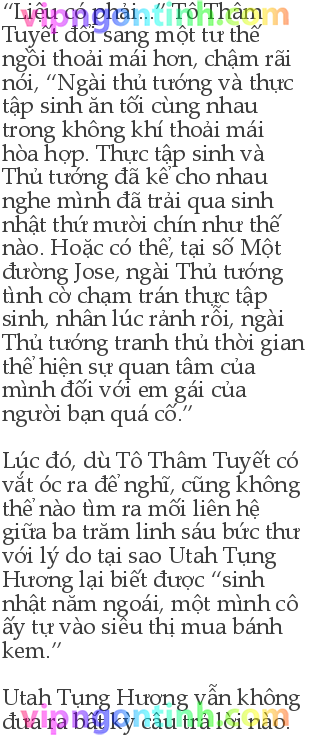 “Liệu có phải...” Tô Thâm
Tuyết đổi sang một tư thế
ngồi thoải mái hơn, chậm rãi
nói, “Ngài thủ tướng và thực
tập sinh ăn tối cùng nhau
trong không khí thoải mái
hòa hợp. Thực tập sinh và
Thủ tướng đã kể cho nhau
nghe mình đã trải qua sinh
nhật thứ mười chín như thế
nào. Hoặc có thể, tại số Một
đường Jose, ngài Thủ tướng
tình cờ chạm trán thực tập
sinh, nhân lúc rảnh rỗi, ngài
Thủ tướng tranh thủ thời gian
thể hiện sự quan tâm của
mình đối với em gái của
người bạn quá cố.”
Lúc đó, dù Tô Thâm Tuyết có
vắt óc ra để nghĩ, cũng không
thể nào tìm ra mối liên hệ
giữa ba trăm linh sáu bức thư
với lý do tại sao Utah Tụng
Hương lại biết được “sinh
nhật năm ngoái, một mình cô
ấy tự vào siêu thị mua bánh
kem.”
Utah Tụng Hương vẫn không
đưa ra bất kỳ câu trả lời nào.
vipngontinh.com
vipngontinh.com